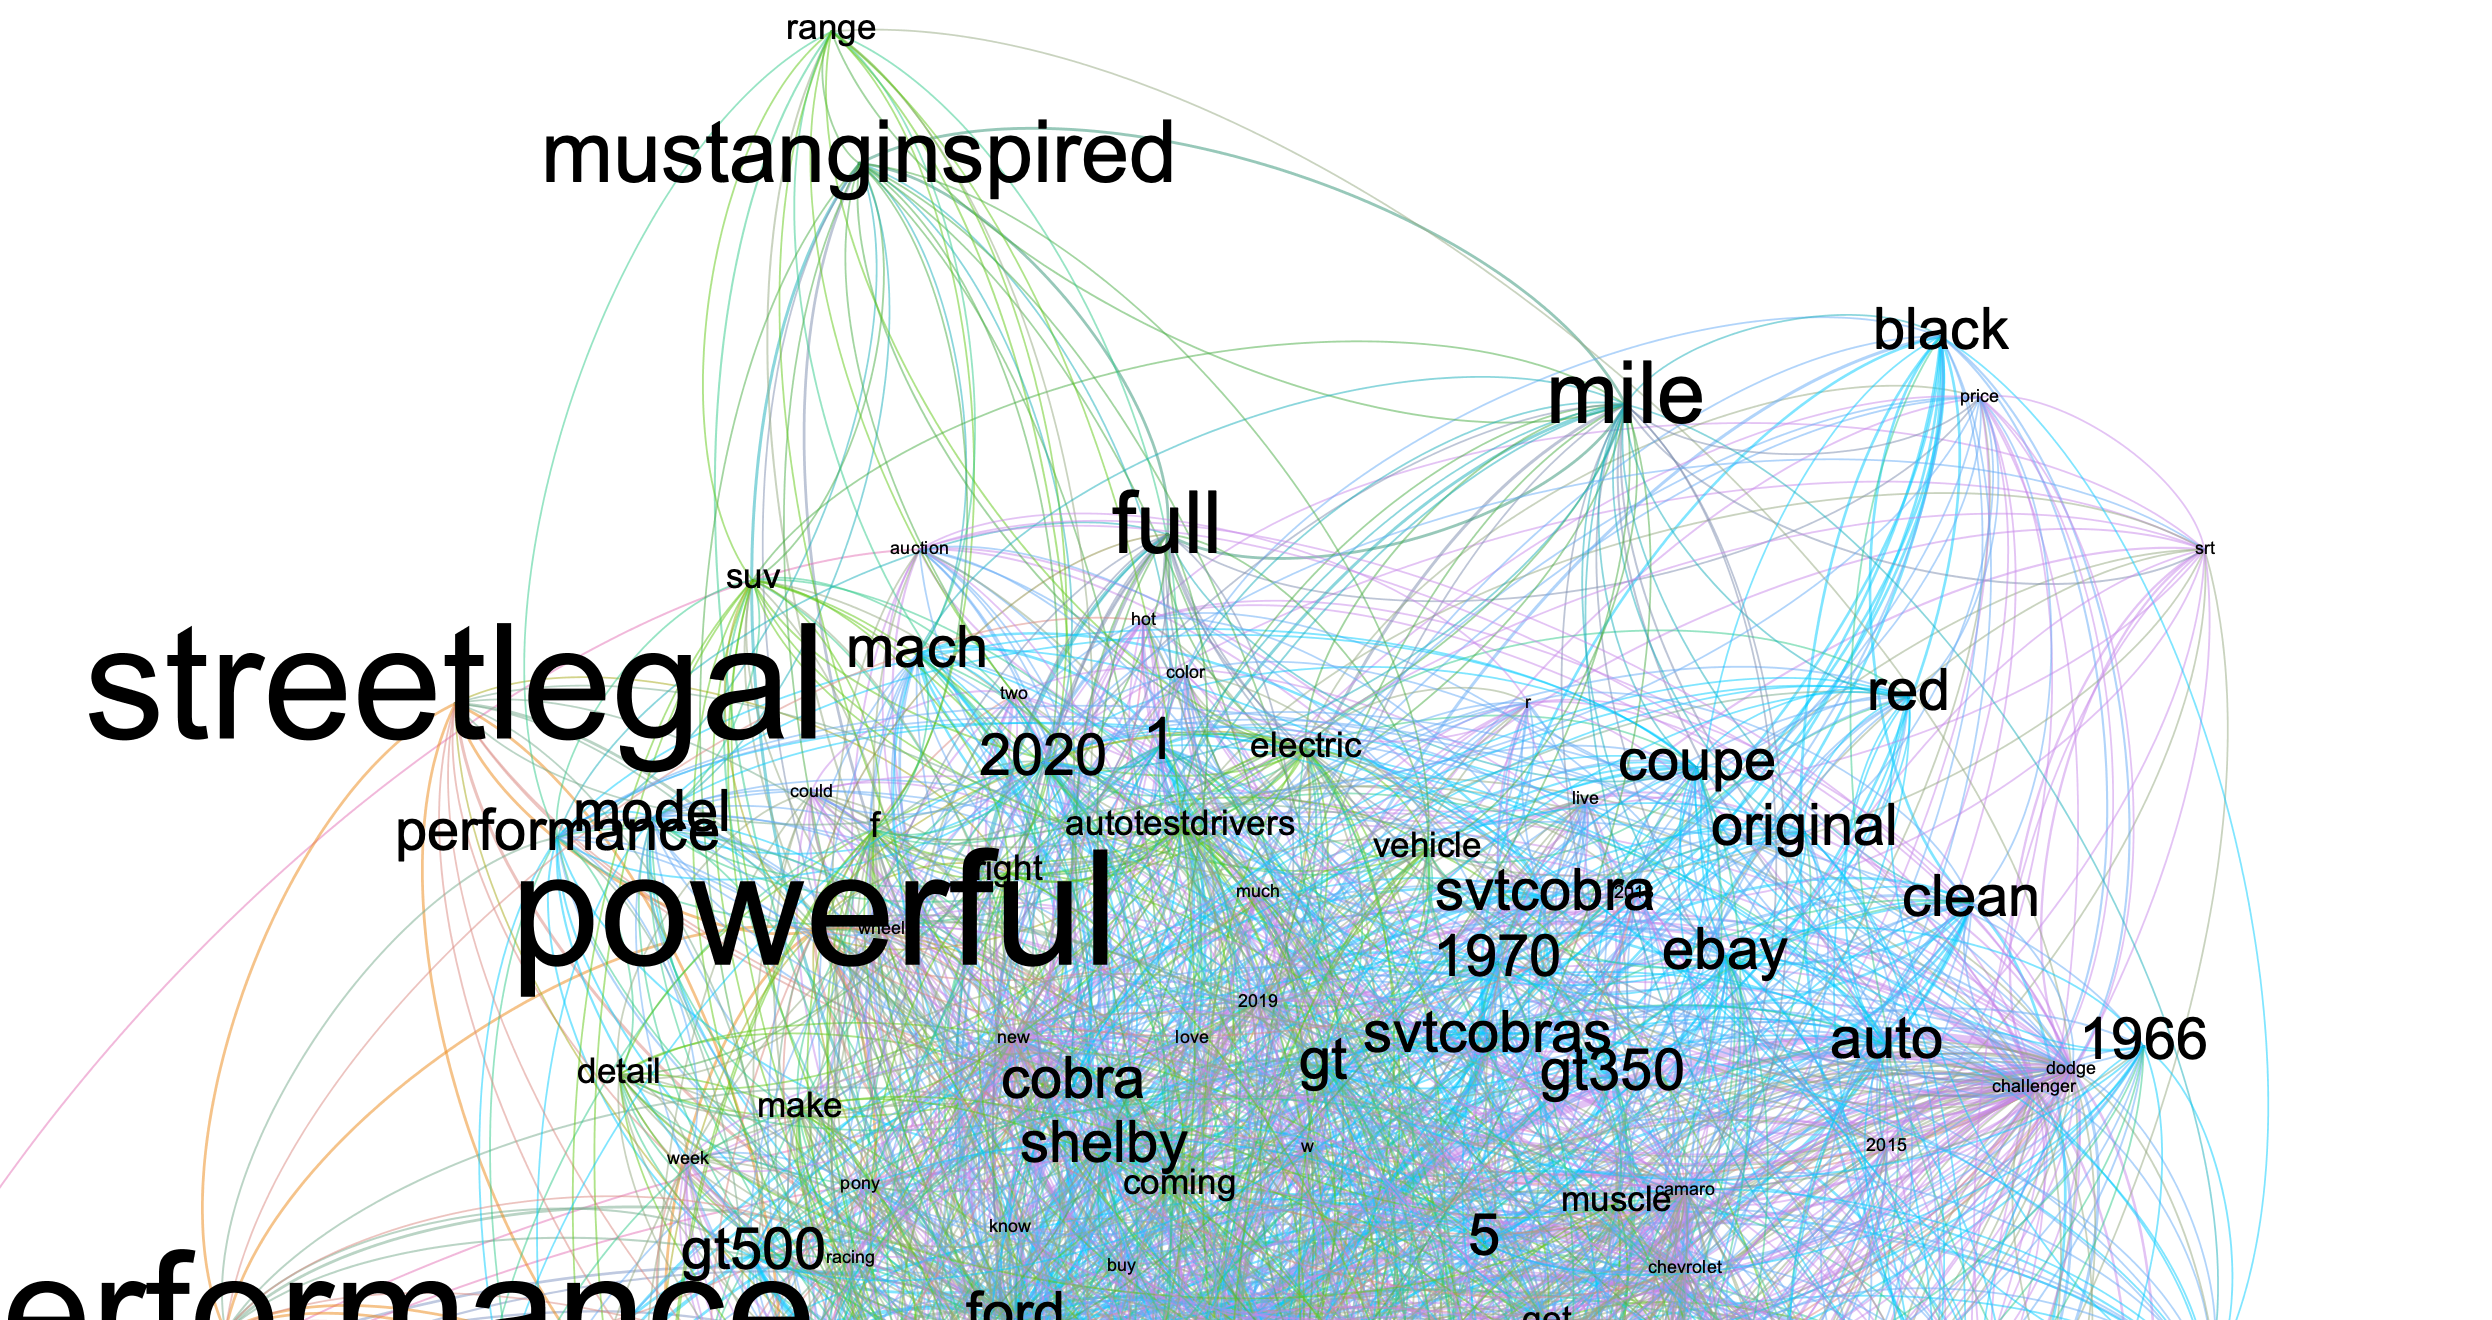 range
mustanginspired
black
mile
price
full
auction
srt
suv
hot
mach
color
streetlegal
two
red
r
1
electric
2020
coupe
could
live
model
performance
f
autotestdrivers
original
vehicle
right
much
svtcobra
clean
powerful
wheel
1970
ebay
2019
new
love
svtcobras
auto
1966
gt
detail
cobra
gt350
dodge
challenger
make
shelby
w
2015
week
coming
pony
camaro
muscle
know
5
gt500
racing
buy
chevrolet
erformance
ford
get